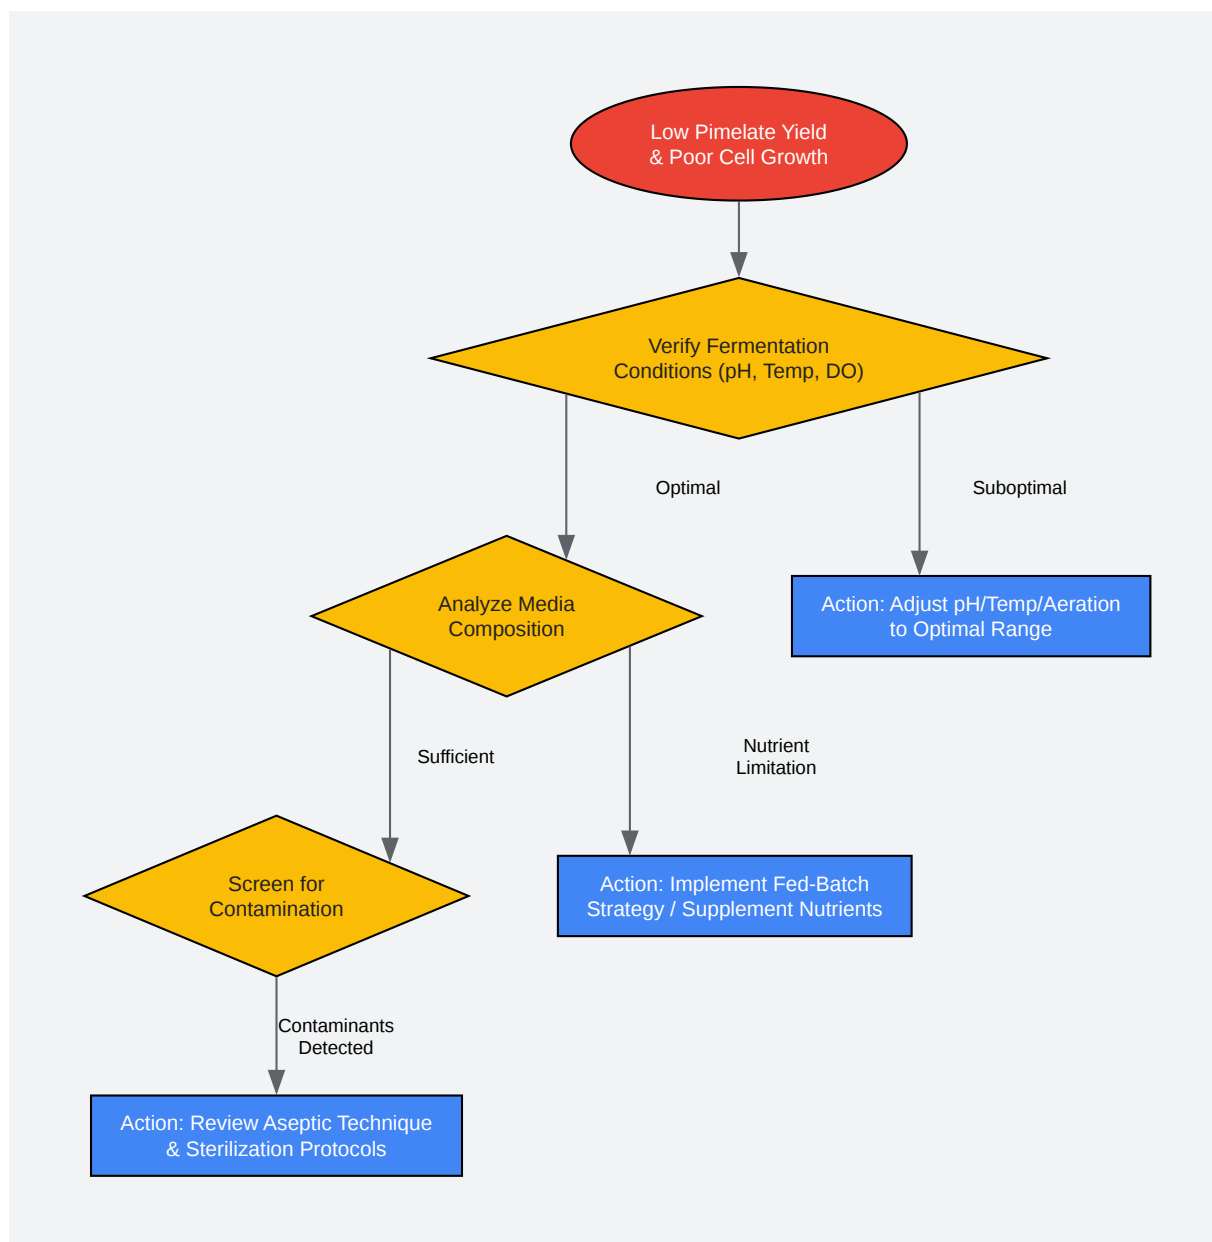 Low Pimelate Yield
& Poor Cell Growth
Verify Fermentation
Conditions (pH, Temp, DO)
Optimal
Suboptimal
Analyze Media
Composition
Action: Adjust pH/Temp/Aeration
to Optimal Range
Sufficient
Nutrient
Limitation
Screen for
Contamination
Action: Implement Fed-Batch
Strategy / Supplement Nutrients
Contaminants
Detected
Action: Review Aseptic Technique
& Sterilization Protocols